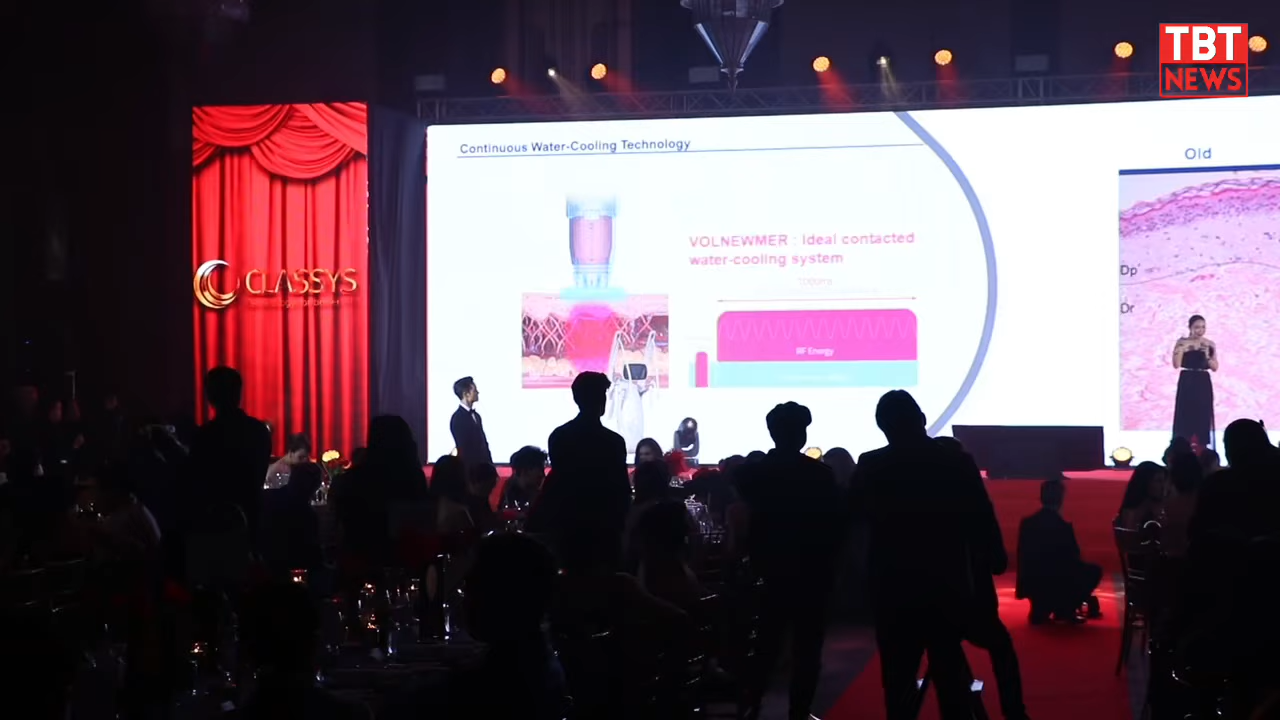 TBT
NEWS
Continuous Water-Cooling Technology
Old
VOLNEWMER : Ideal contacted
water-cooling system
CLASSYS
Dp
Dr
RF Energy